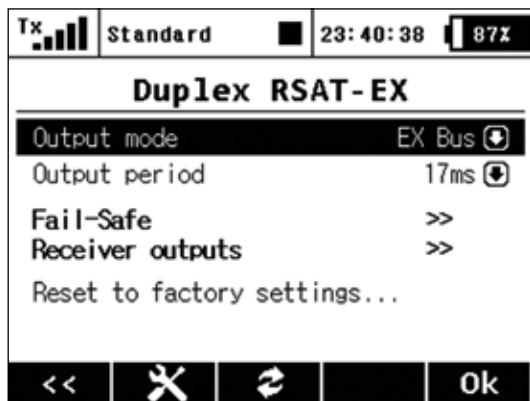 Tx Standard 23:40:38 87%
Duplex RSAT-EX
Output mode EX Bus
Output period 17ms
Fail-Safe >>
Receiver outputs >>
Reset to factory settings...
<< Ok